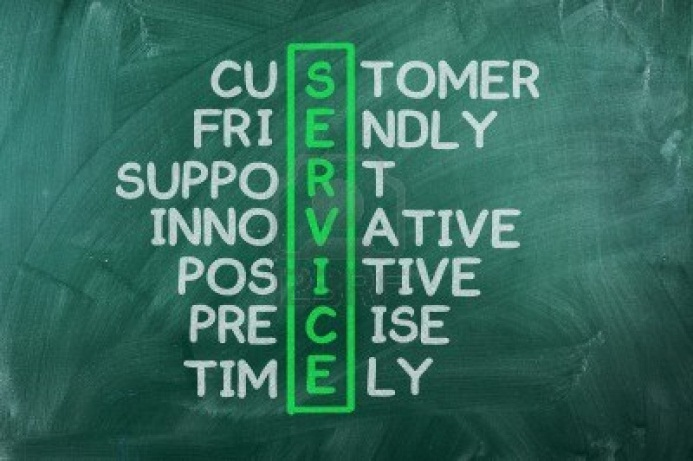 CUSTOMER
FRIENDLY
SUPPORT
INNOVATIVE
POSITIVE
PRECISE
TIMELY